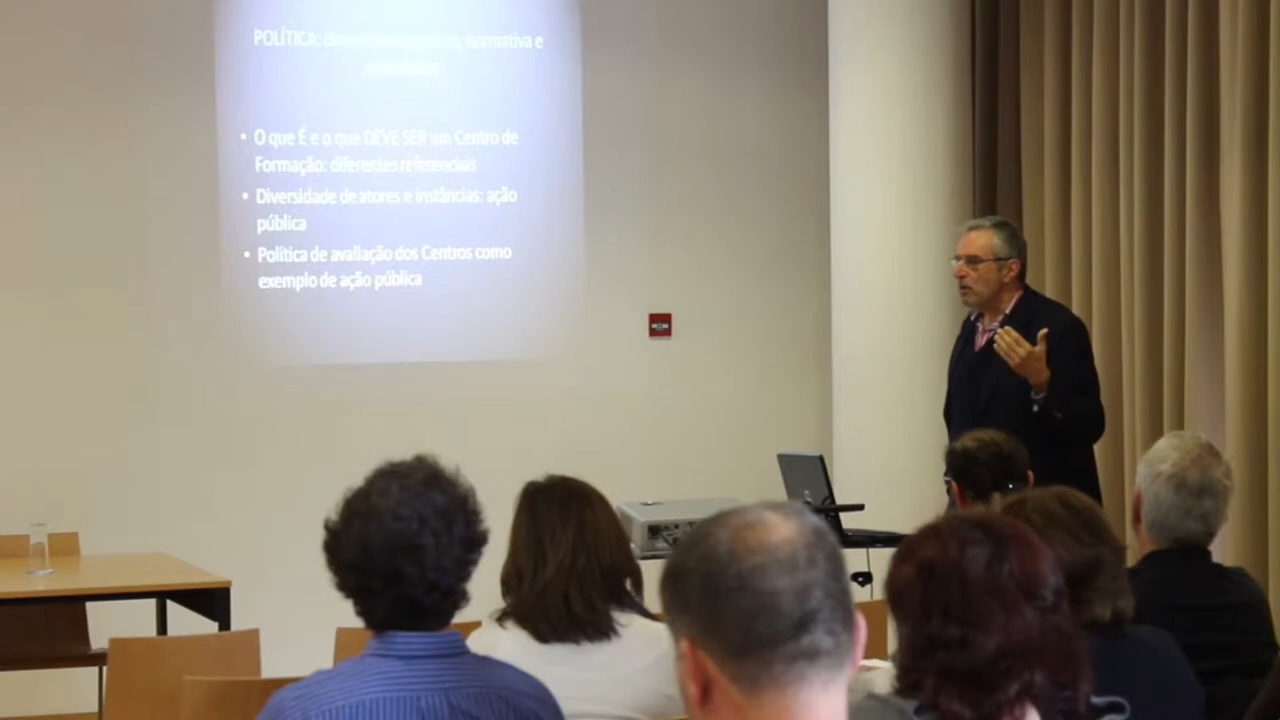 POLÍTICA: normativa e
• O que É e o que DEVE SER um Centro de
Formação: diferentes referenciais
• Diversidade de atores e instâncias: ação
pública
• Política de avaliação dos Centros como
exemplo de ação pública